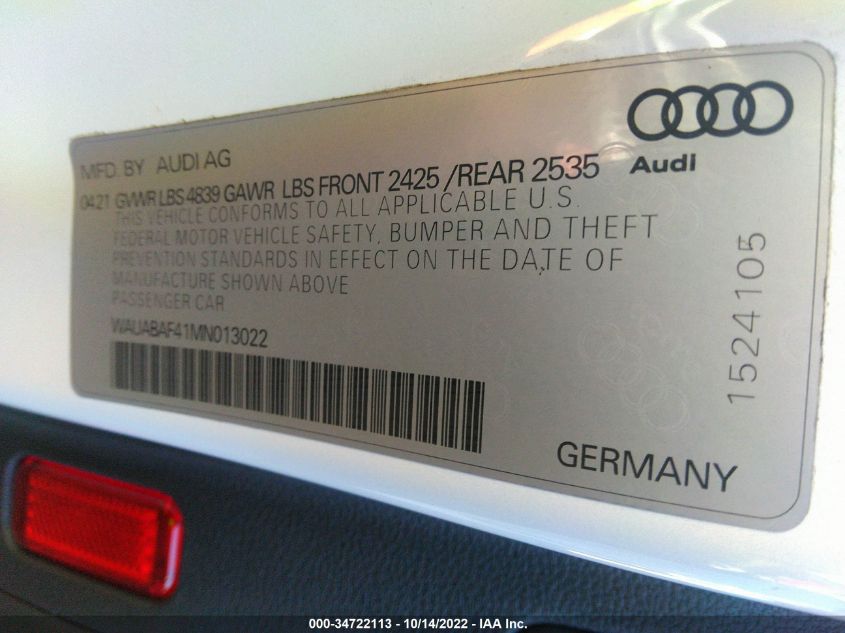 MFD. BY AUDI AG
Audi
04.21 GVWR LBS 4839 GAWR LBS FRONT 2425 / REAR 2535
THIS VEHICLE CONFORMS TO ALL APPLICABLE U.S.
FEDERAL MOTOR VEHICLE SAFETY, BUMPER AND THEFT
PREVENTION STANDARDS IN EFFECT ON THE DATE OF
MANUFACTURE SHOWN ABOVE
PASSENGER CAR
WAUABAF41MN013022
1524105
GERMANY
000-34722113 - 10/14/2022 - IAA Inc.